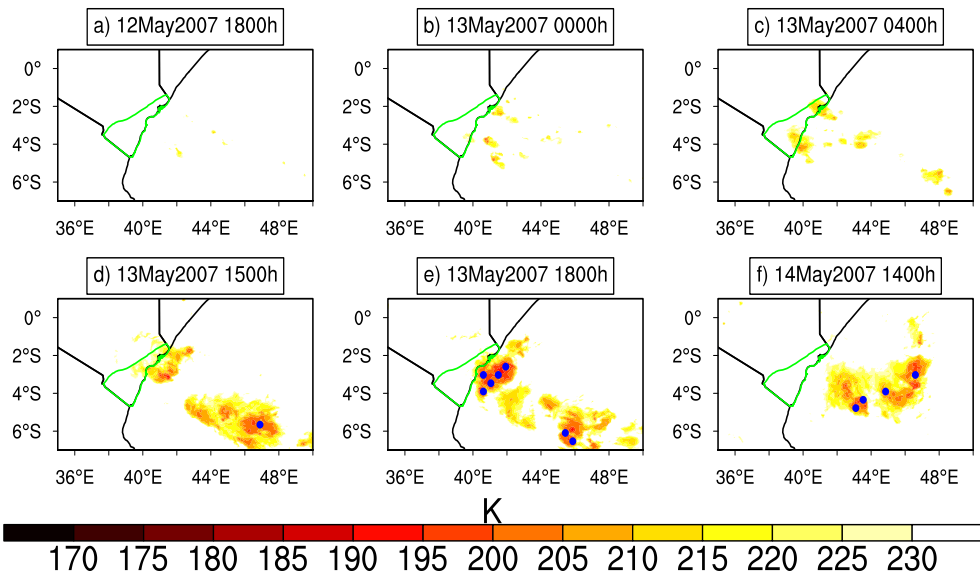 a) 12May2007 1800h
b) 13May2007 0000h
c) 13May2007 0400h
0°
2°S
4°S
6°S
0°
2°S
4°S
6°S
0°
2°S
4°S
6°S
36°E 40°E 44°E 48°E
36°E 40°E 44°E 48°E
36°E 40°E 44°E 48°E
d) 13May2007 1500h
e) 13May2007 1800h
f) 14May2007 1400h
0°
2°S
4°S
6°S
0°
2°S
4°S
6°S
0°
2°S
4°S
6°S
36°E 40°E 44°E 48°E
36°E 40°E 44°E 48°E
36°E 40°E 44°E 48°E
K
170 175 180 185 190 195 200 205 210 215 220 225 230